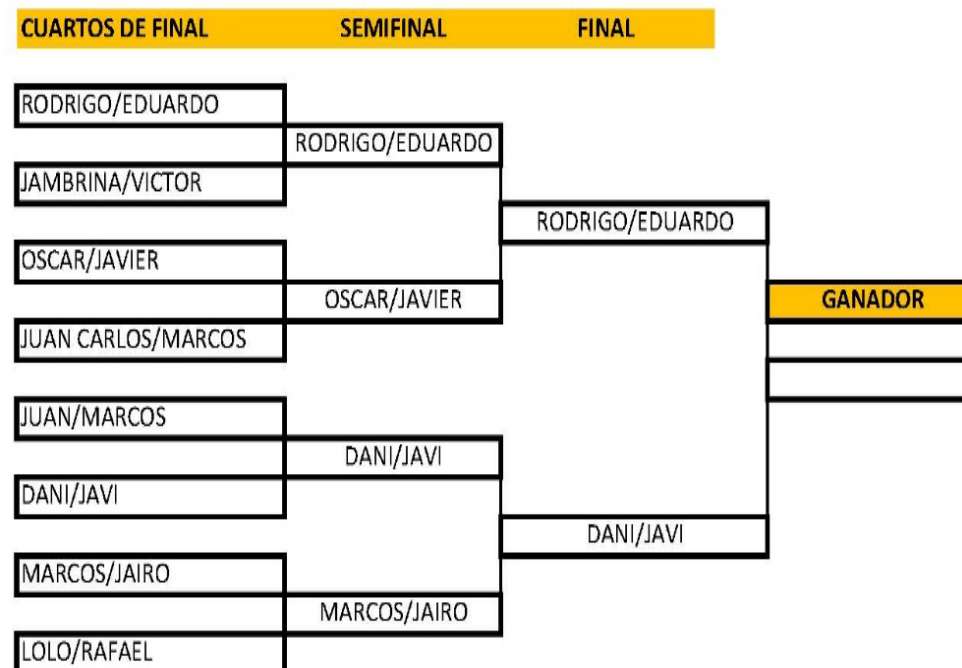 CUARTOS DE FINAL SEMIFINAL FINAL
RODRIGO/EDUARDO
RODRIGO/EDUARDO
JAMBRINA/VICTOR
RODRIGO/EDUARDO
OSCAR/JAVIER
OSCAR/JAVIER
GANADOR
JUAN CARLOS/MARCOS
JUAN/MARCOS
DANI/JAVI
DANI/JAVI
DANI/JAVI
MARCOS/JAIRO
MARCOS/JAIRO
LOLO/RAFAEL